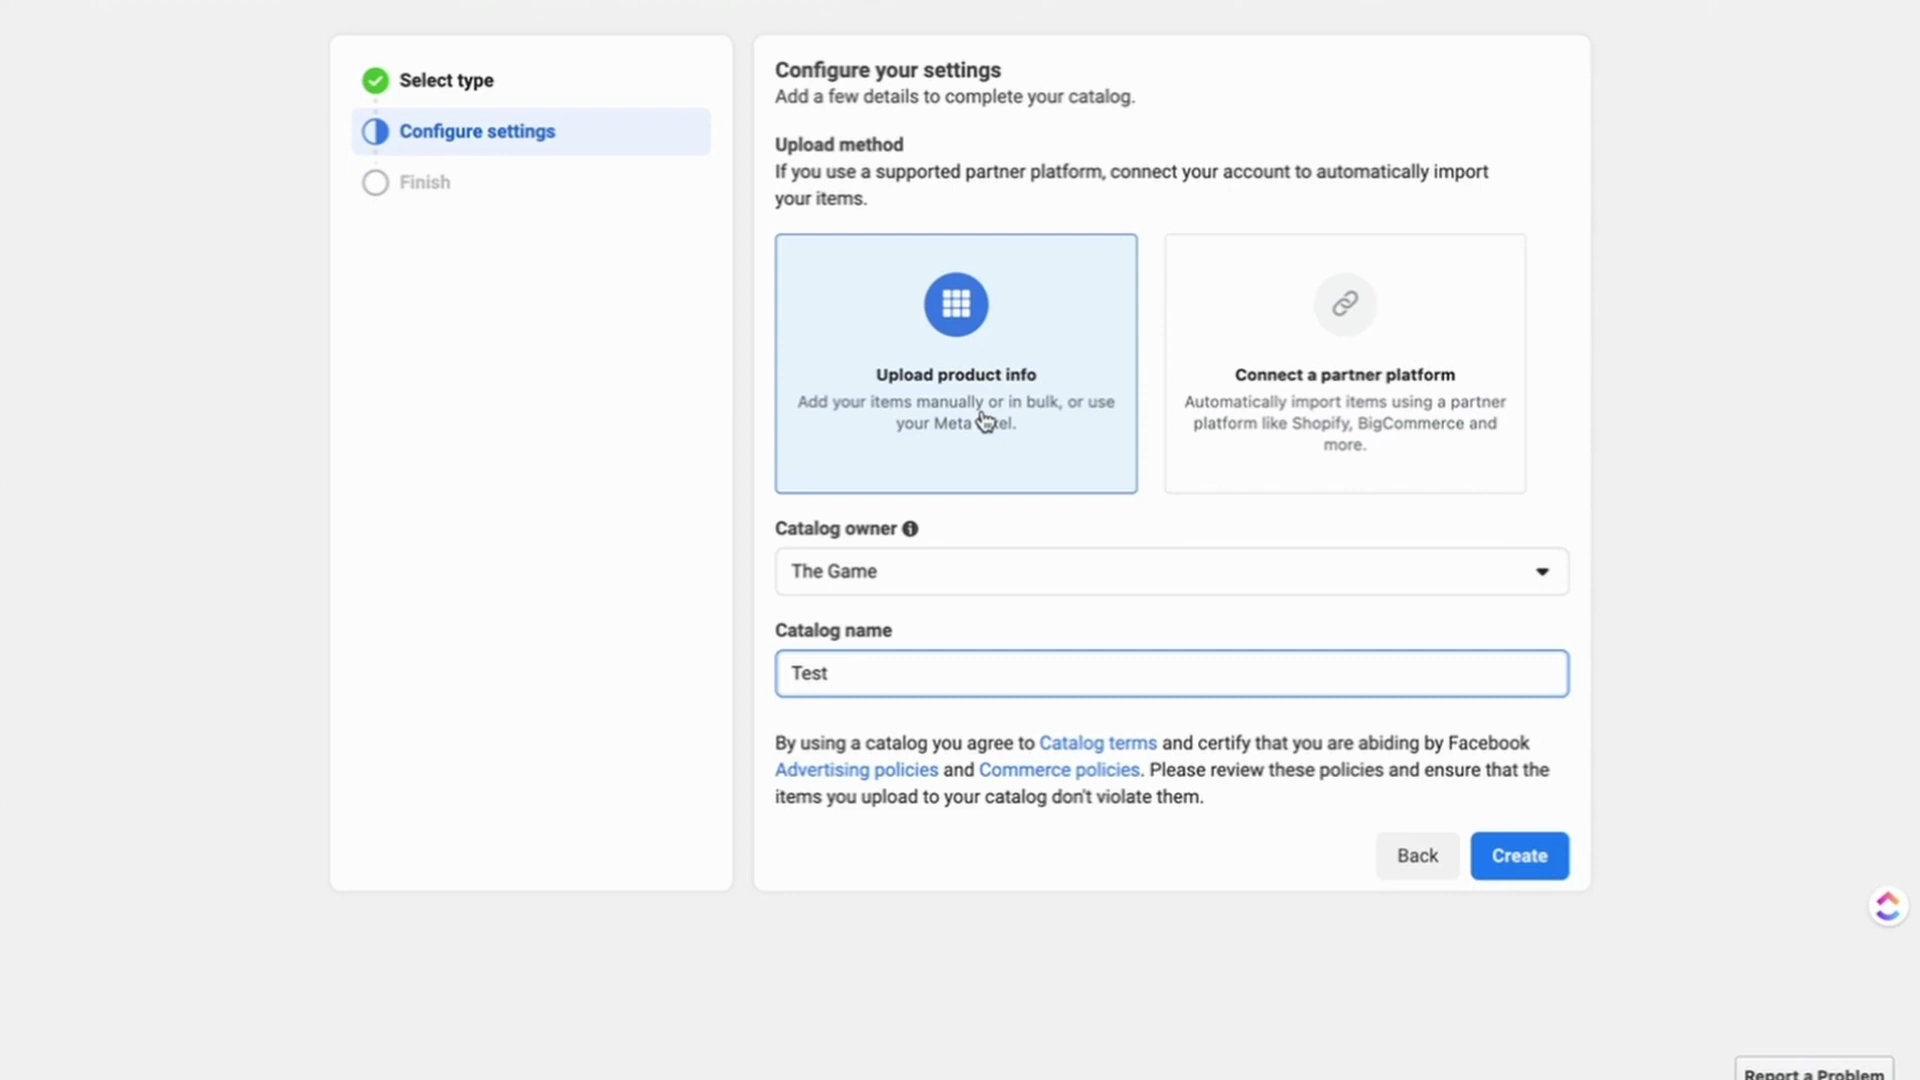 Select type
Configure settings
Finish
Configure your settings
Add a few details to complete your catalog.
Upload method
If you use a supported partner platform, connect your account to automatically import
your items.
Upload product info
Add your items manually or in bulk, or use
your Meta
Connect a partner platform
Automatically import items using a partner
platform like Shopify, BigCommerce and
more.
Catalog owner
The Game
Catalog name
Test
By using a catalog you agree to Catalog terms and certify that you are abiding by Facebook
Advertising policies and Commerce policies. Please review these policies and ensure that the
items you upload to your catalog don't violate them.
Back
Create
Report a Problem